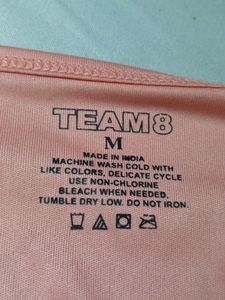 TEAM8
M
MADE IN INDIA
MACHINE WASH COLD WITH
LIKE COLORS, DELICATE CYCLE.
USE NON-CHLORINE
BLEACH WHEN NEEDED.
TUMBLE DRY LOW. DO NOT IRON.